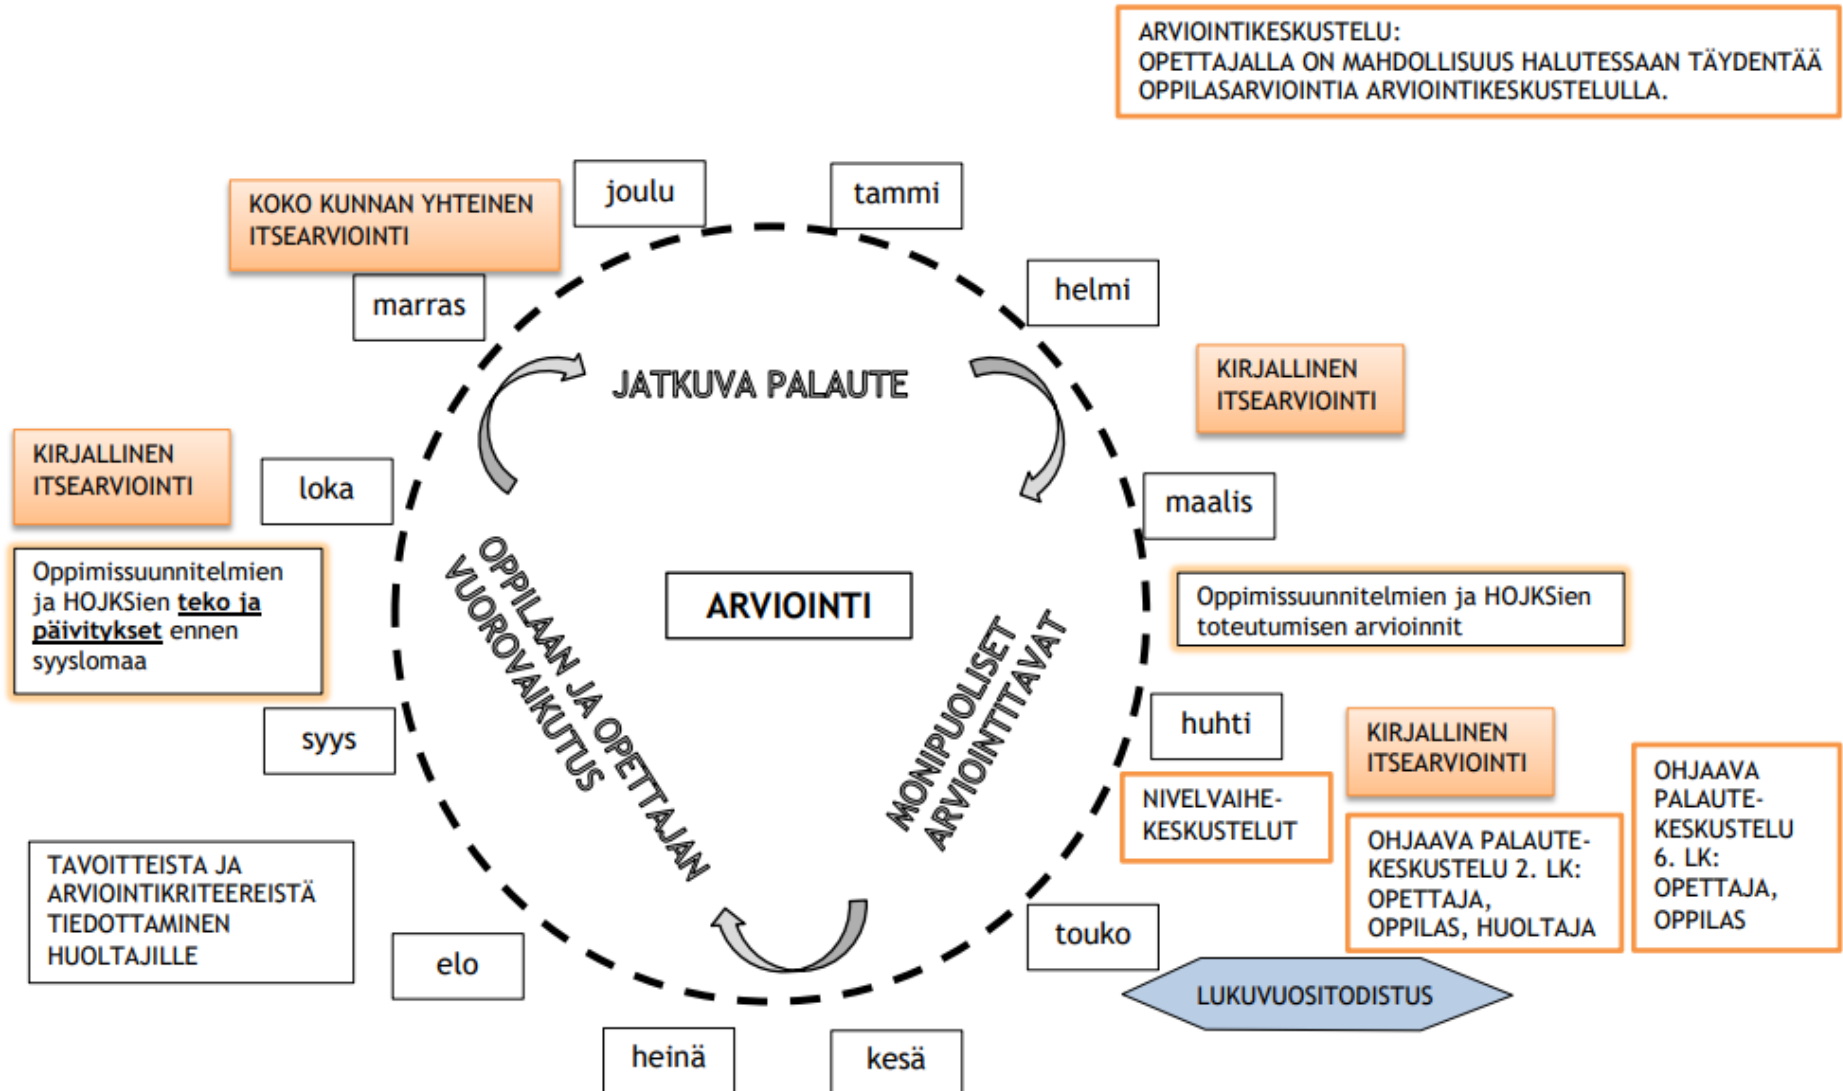 ARVIOINTIKESKUSTELU:
OPETTAJALLA ON MAHDOLLISUUS HALUTESSAAN TÄYDENTÄÄ
OPPILASARVIOINTIA ARVIOINTIKESKUSTELULLA.
joulu
tammi
KOKO KUNNAN YHTEINEN
ITSEARVIOINTI
marras
helmi
JATKUVA PALAUTE
KIRJALLINEN
ITSEARVIOINTI
KIRJALLINEN
ITSEARVIOINTI
loka
maalis
Oppimissuunnitelmien
ja HOJKSien teko ja
päivitykset ennen
syyslomaa
OPPILAAN JA OPETTAJAN
VUOROVAIKUTUS
ARVIOINTI
MONIPUOLISET
ARVIOINTITAVAT
Oppimissuunnitelmien ja HOJKSien
toteutumisen arvioinnit
syys
huhti
KIRJALLINEN
ITSEARVIOINTI
NIVELVAIHE-
KESKUSTELUT
OHJAAVA PALAUTE-
KESKUSTELU 2. LK:
OPETTAJA,
OPPILAS, HUOLTAJA
OHJAAVA
PALAUTE-
KESKUSTELU
6. LK:
OPETTAJA,
OPPILAS
TAVOITTEISTA JA
ARVIOINTIKRITEEREISTÄ
TIEDOTTAMINEN
HUOLTAJILLE
elo
touko
LUKUVUOSITODISTUS
heinä
kesä